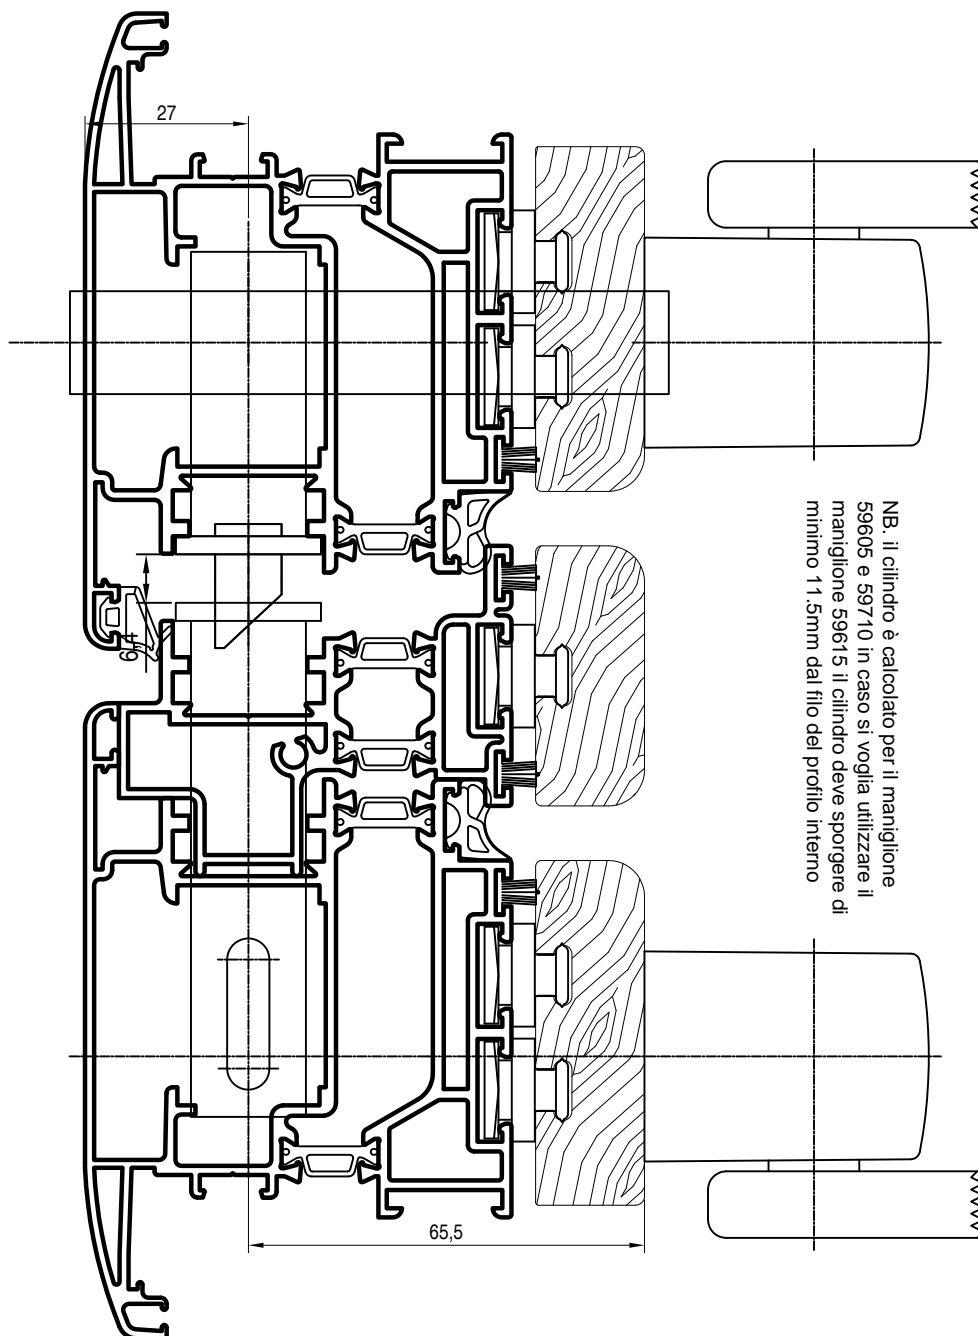 27
6,4
NB. il cilindro è calcolato per il maniglione
59605 e 59710 in caso si voglia utilizzare il
maniglione 59615 il cilindro deve sporgere di
minimo 11.5mm dal filo del profilo interno
65,5